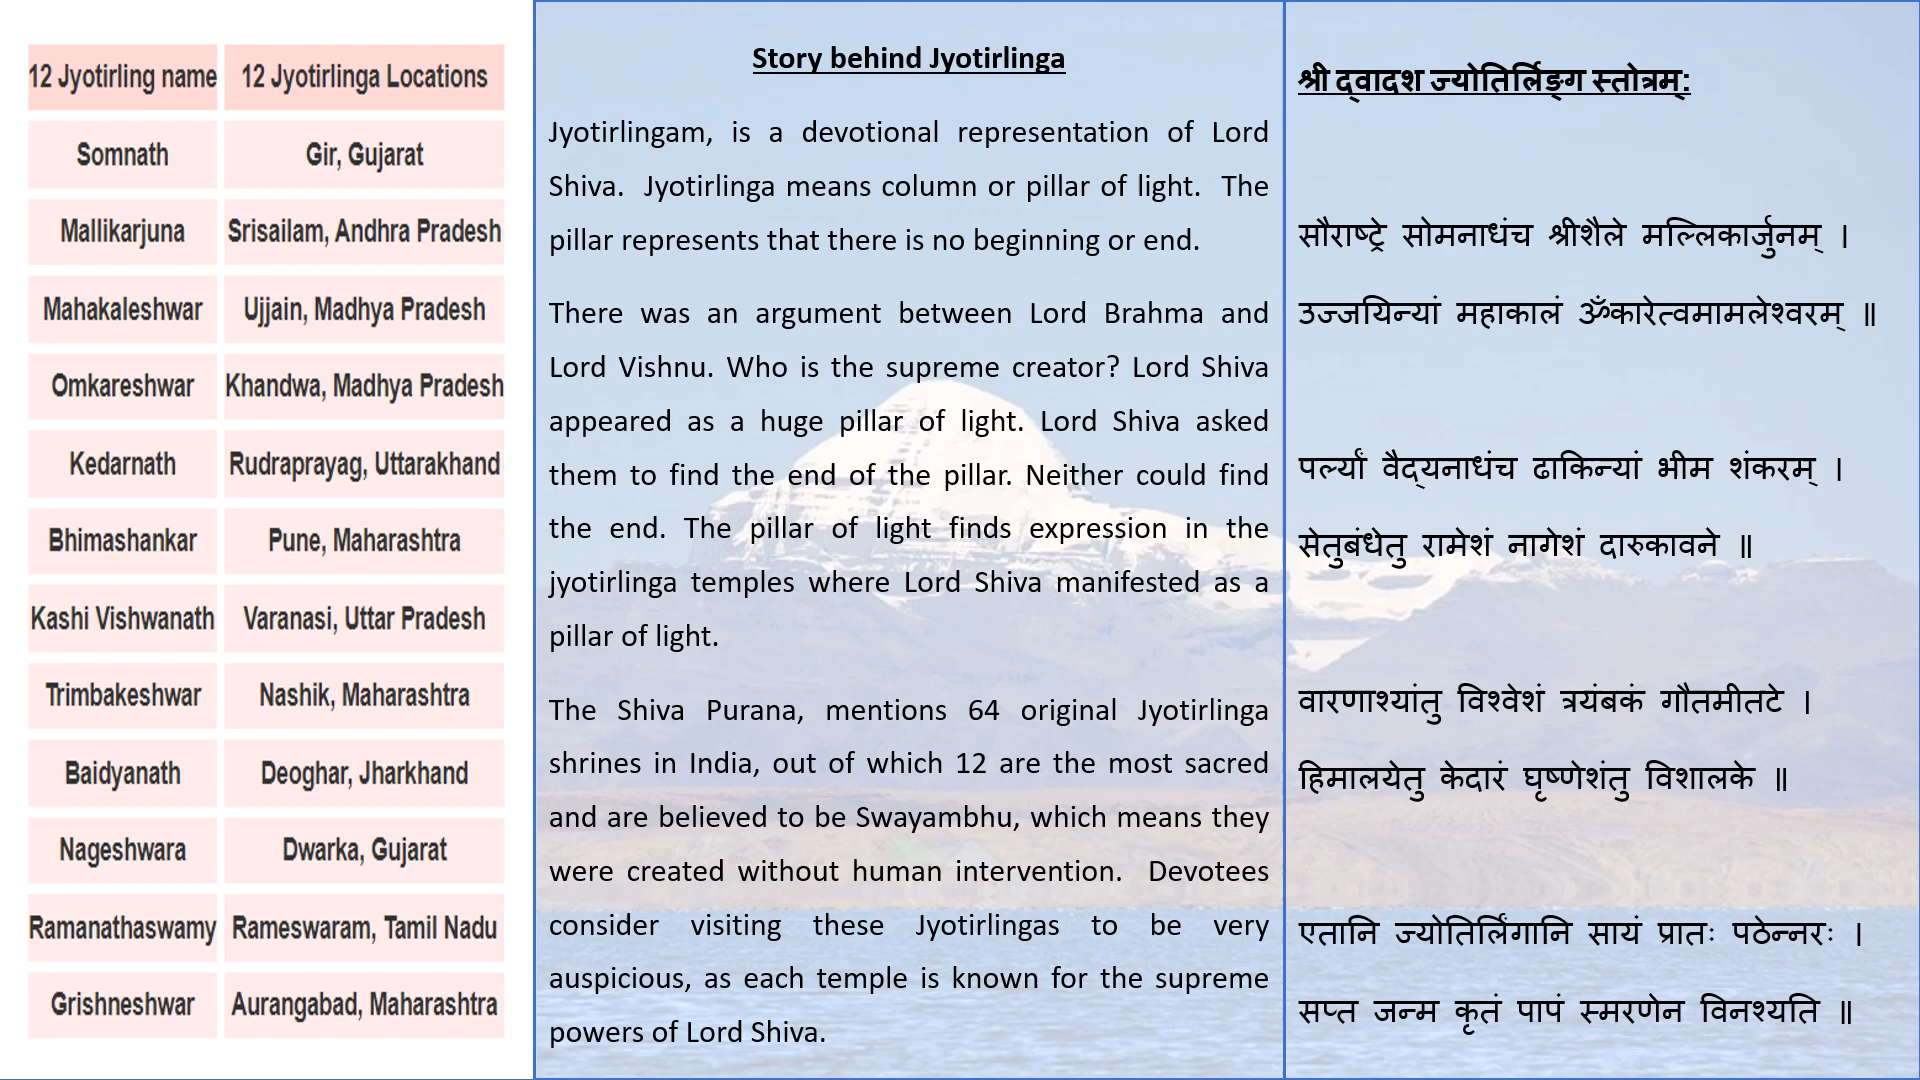 12 Jyotirling name 12 Jyotirlinga Locations
Somnath Gir, Gujarat
Mallikarjuna Srisailam, Andhra Pradesh
Mahakaleshwar Ujjain, Madhya Pradesh
Omkareshwar Khandwa, Madhya Pradesh
Kedarnath Rudraprayag, Uttarakhand
Bhimashankar Pune, Maharashtra
Kashi Vishwanath Varanasi, Uttar Pradesh
Trimbakeshwar Nashik, Maharashtra
Baidyanath Deoghar, Jharkhand
Nageshwara Dwarka, Gujarat
Ramanathaswamy Rameswaram, Tamil Nadu
Grishneshwar Aurangabad, Maharashtra
Story behind Jyotirlinga
Jyotirlingam, is a devotional representation of Lord
Shiva. Jyotirlinga means column or pillar of light. The
pillar represents that there is no beginning or end.
There was an argument between Lord Brahma and
Lord Vishnu. Who is the supreme creator? Lord Shiva
appeared as a huge pillar of light. Lord Shiva asked
them to find the end of the pillar. Neither could find
the end. The pillar of light finds expression in the
jyotirlinga temples where Lord Shiva manifested as a
pillar of light.
The Shiva Purana, mentions 64 original Jyotirlinga
shrines in India, out of which 12 are the most sacred
and are believed to be Swayambhu, which means they
were created without human intervention. Devotees
consider visiting these Jyotirlingas to be very
auspicious, as each temple is known for the supreme
powers of Lord Shiva.
श्री द्वादश ज्योतिर्लिङ्ग स्तोत्रम्:
सौराष्ट्रे सोमनाधंच श्रीशैले मल्लिकार्जुनम् ।
उज्जयिन्यां महाकालं ॐकारेत्वमामलेश्वरम् ॥
पर्ल्यां वैद्यनाधंच ढाकिन्यां भीम शंकरम् ।
सेतुबंधेतु रामेशं नागेशं दारुकावने ॥
वारणाश्यांतु विश्वेशं त्रयंबकं गौतमीतटे ।
हिमालयेतु केदारं घृष्णेशंतु विशालके ॥
एतानि ज्योतिर्लिंगानि सायं प्रातः पठेन्नरः ।
सप्त जन्म कृतं पापं स्मरणेन विनश्यति ॥